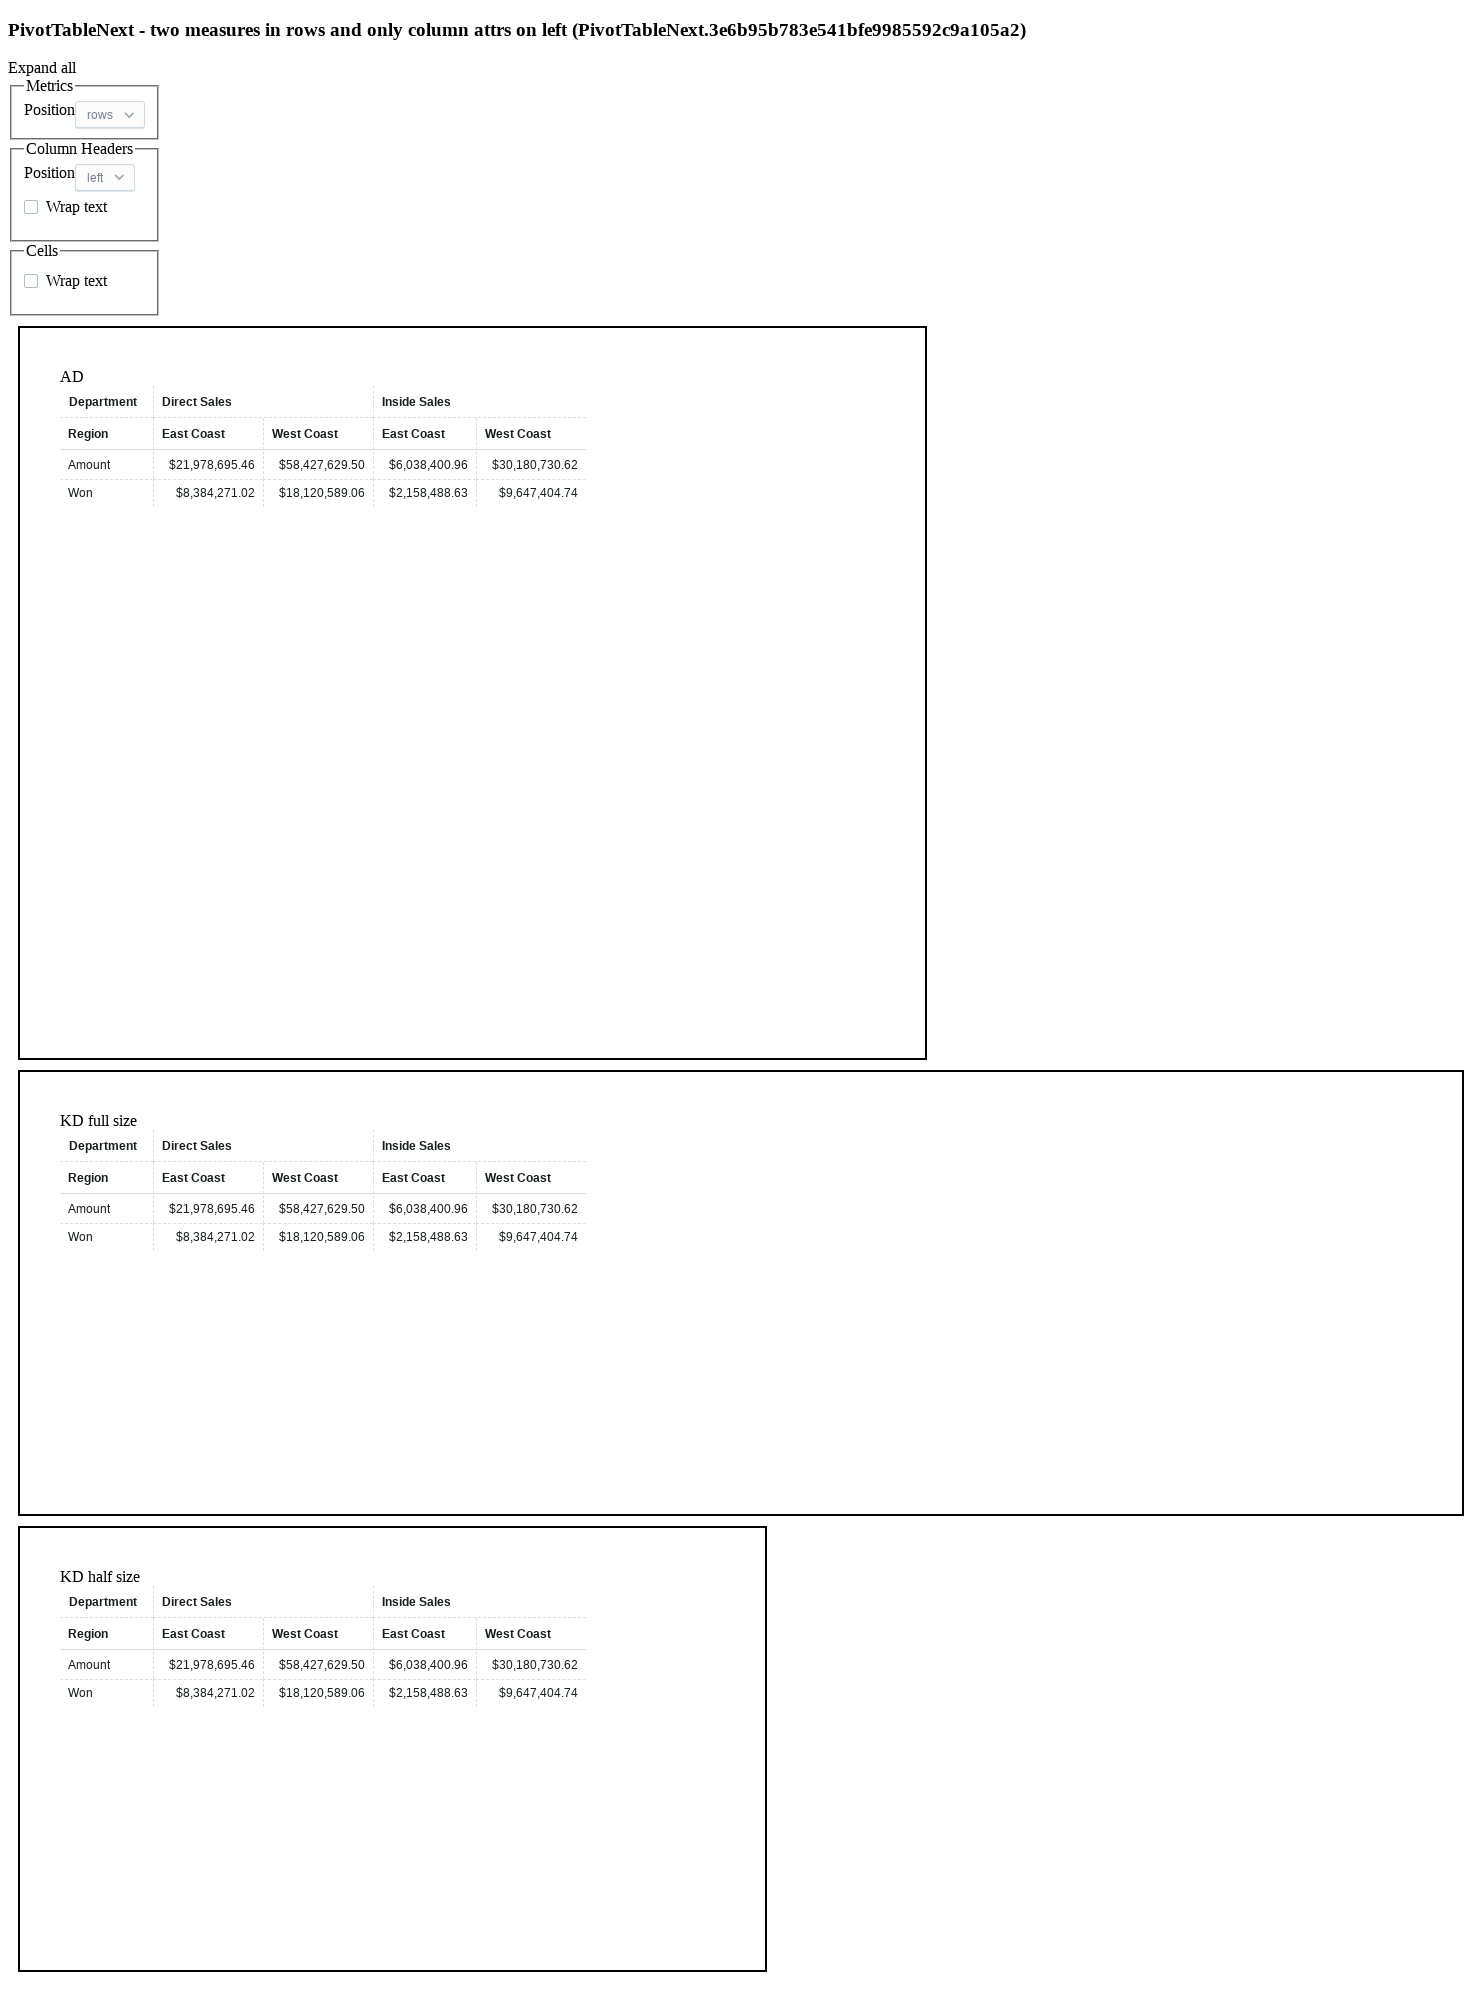 PivotTableNext - two measures in rows and only column attrs on left (PivotTableNext.3e6b95b783e541bfe9985592c9a105a2)
Expand all
Metrics
Position rows
Column Headers
Position left
Wrap text
Cells
Wrap text
AD
Department Direct Sales Inside Sales
Region East Coast West Coast East Coast West Coast
Amount $21,978,695.46 $58,427,629.50 $6,038,400.96 $30,180,730.62
Won $8,384,271.02 $18,120,589.06 $2,158,488.63 $9,647,404.74
KD full size
Department Direct Sales Inside Sales
Region East Coast West Coast East Coast West Coast
Amount $21,978,695.46 $58,427,629.50 $6,038,400.96 $30,180,730.62
Won $8,384,271.02 $18,120,589.06 $2,158,488.63 $9,647,404.74
KD half size
Department Direct Sales Inside Sales
Region East Coast West Coast East Coast West Coast
Amount $21,978,695.46 $58,427,629.50 $6,038,400.96 $30,180,730.62
Won $8,384,271.02 $18,120,589.06 $2,158,488.63 $9,647,404.74